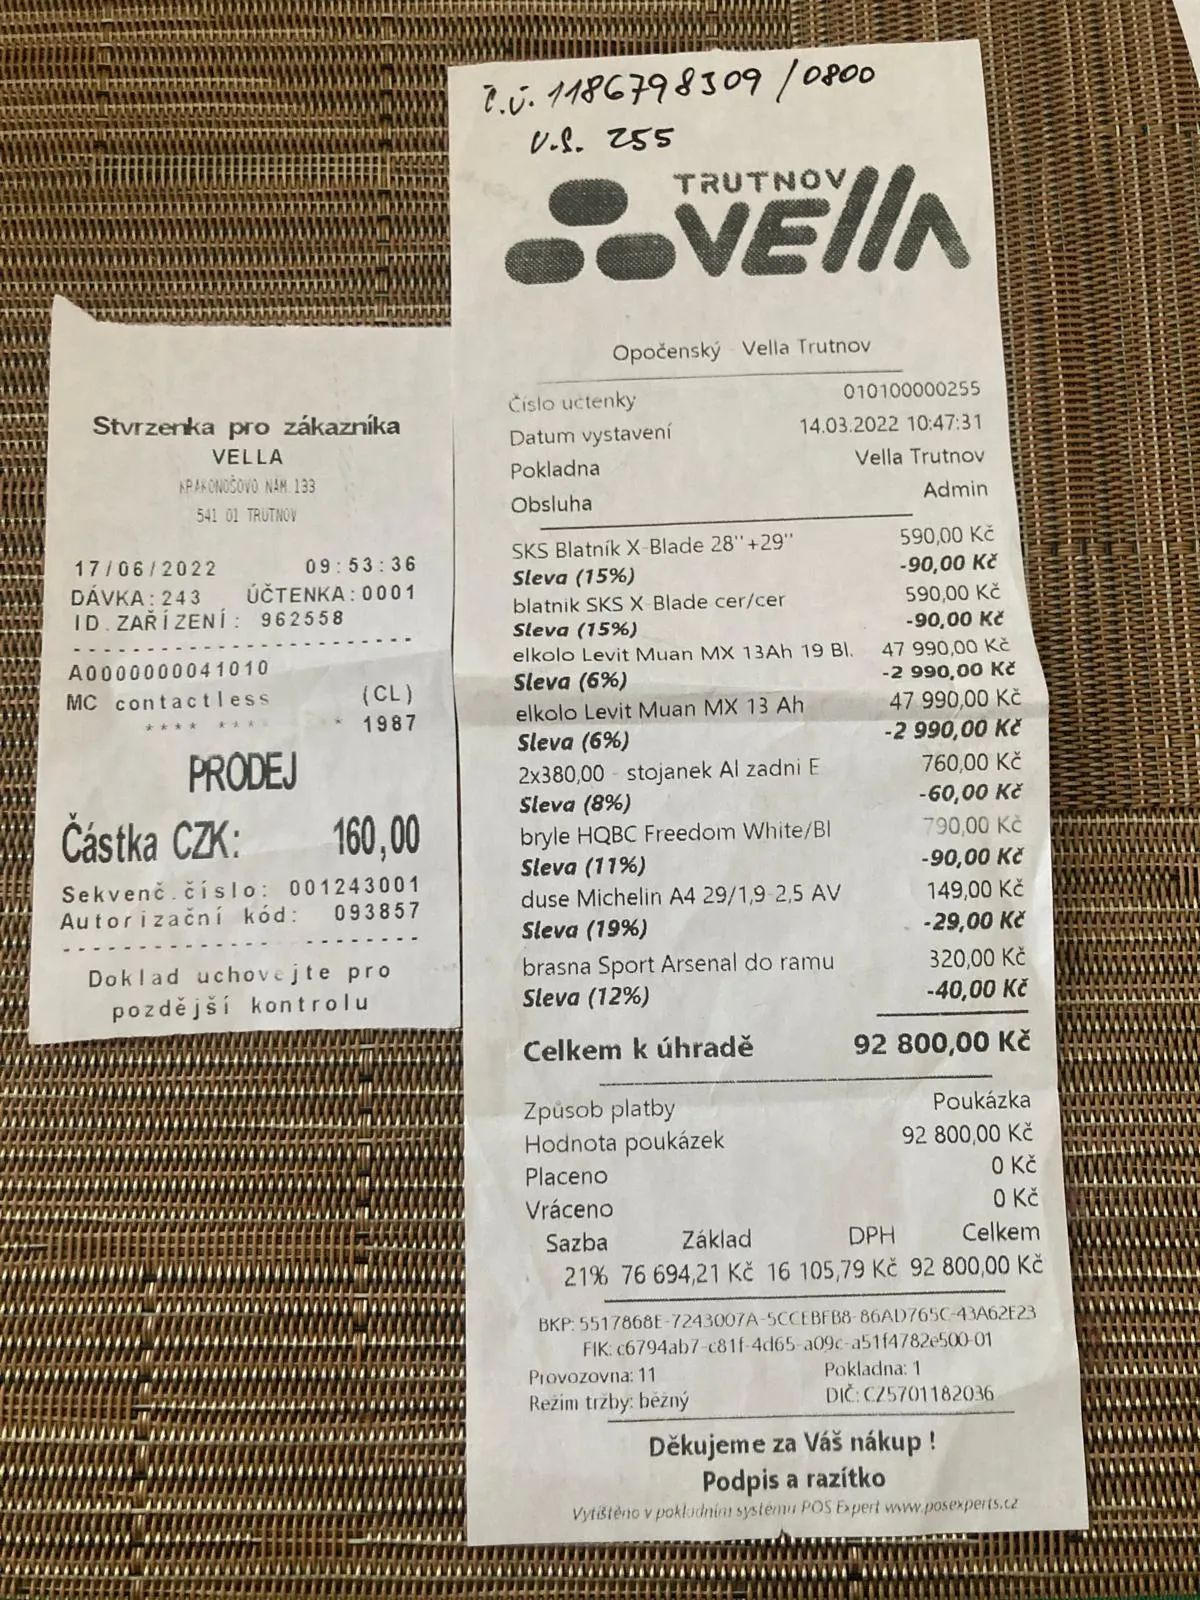 Stvrzenka pro zákazníka
VELLA
KRAKONOŠOVO NÁM.133
541 01 TRUTNOV
17/06/2022 09:53:36
DÁVKA:243 ÚČTENKA:0001
ID.ZAŘÍZENÍ: 962558
A0000000041010
MC contactless (CL)
**** **** * 1987
PRODEJ
Částka CZK: 160,00
Sekvenč.číslo: 001243001
Autorizační kód: 093857
Doklad uchovejte pro
pozdější kontrolu
č.ú. 1186798309/0800
V.S. 255
TRUTNOV
VELLA
Opočenský - Vella Trutnov
Číslo účtenky 010100000255
Datum vystavení 14.03.2022 10:47:31
Pokladna Vella Trutnov
Obsluha Admin
SKS Blatník X-Blade 28''+29'' 590,00 Kč
Sleva (15%) -90,00 Kč
blatnik SKS X-Blade cer/cer 590,00 Kč
Sleva (15%) -90,00 Kč
elkolo Levit Muan MX 13Ah 19 Bl. 47 990,00 Kč
Sleva (6%) -2 990,00 Kč
elkolo Levit Muan MX 13 Ah 47 990,00 Kč
Sleva (6%) -2 990,00 Kč
2x380,00 - stojanek Al zadni E 760,00 Kč
Sleva (8%) -60,00 Kč
bryle HQBC Freedom White/Bl 790,00 Kč
Sleva (11%) -90,00 Kč
duse Michelin A4 29/1,9-2,5 AV 149,00 Kč
Sleva (19%) -29,00 Kč
brasna Sport Arsenal do ramu 320,00 Kč
Sleva (12%) -40,00 Kč
Celkem k úhradě 92 800,00 Kč
Způsob platby Poukázka
Hodnota poukázek 92 800,00 Kč
Placeno 0 Kč
Vráceno 0 Kč
Sazba Základ DPH Celkem
21% 76 694,21 Kč 16 105,79 Kč 92 800,00 Kč
BKP: 5517868E-7243007A-5CCEBFB8-86AD765C-43A62E23
FIK: c6794ab7-c81f-4d65-a09c-a51f4782e500-01
Provozovna: 11 Pokladna: 1
Režim tržby: běžný DIČ: CZ5701182036
Děkujeme za Váš nákup !
Podpis a razítko
Vytištěno v pokladním systému POS Expert www.posexperts.cz